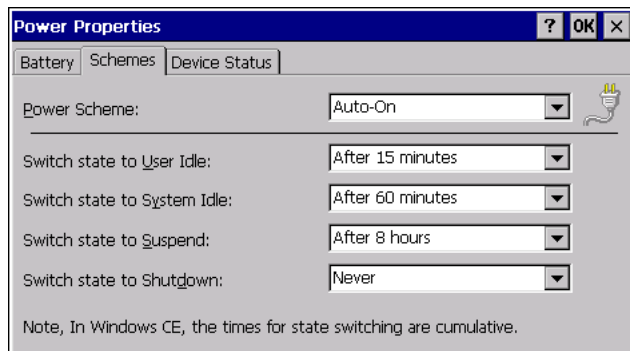 Power Properties ? OK ×
Battery Schemes Device Status
Power Scheme: Auto-On
Switch state to User Idle: After 15 minutes
Switch state to System Idle: After 60 minutes
Switch state to Suspend: After 8 hours
Switch state to Shutdown: Never
Note, In Windows CE, the times for state switching are cumulative.